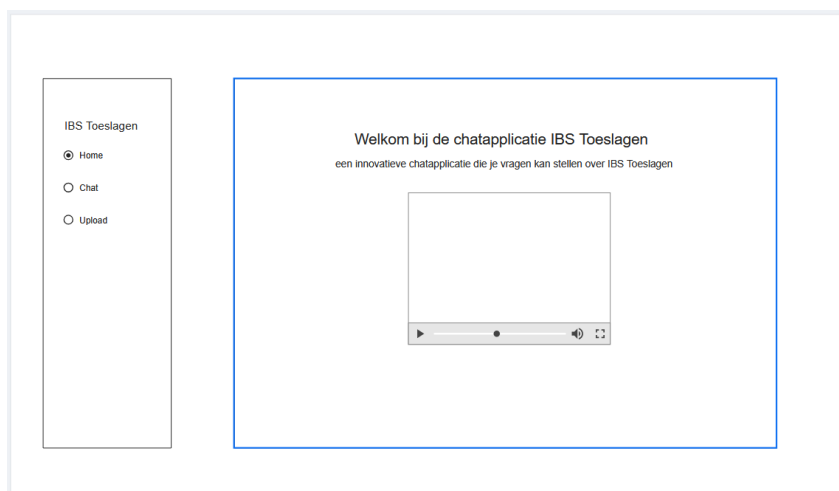 IBS Toeslagen
Home
Chat
Upload
Welkom bij de chatapplicatie IBS Toeslagen
een innovatieve chatapplicatie die je vragen kan stellen over IBS Toeslagen